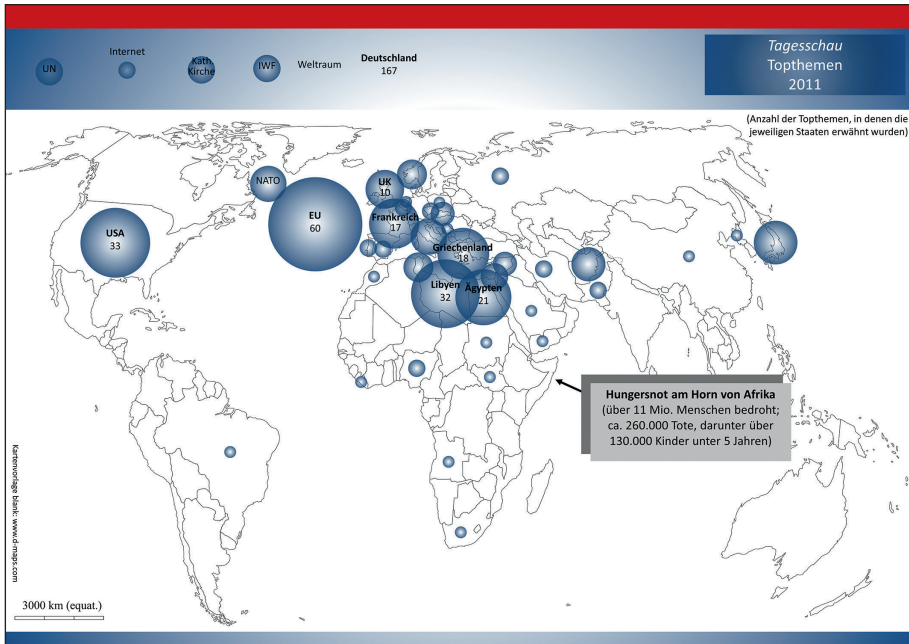 UN
Internet
Kath.
Kirche
IWF
Weltraum
Deutschland
167
Tagesschau
Topthemen
2011
(Anzahl der Topthemen, in denen die
jeweiligen Staaten erwähnt wurden)
NATO
UK
10
EU
60
Frankreich
17
USA
33
Griechenland
18
Libyen
32
Ägypten
21
Hungersnot am Horn von Afrika
(über 11 Mio. Menschen bedroht;
ca. 260.000 Tote, darunter über
130.000 Kinder unter 5 Jahren)
Kartenvorlage blank: www.d-maps.com
3000 km (equat.)